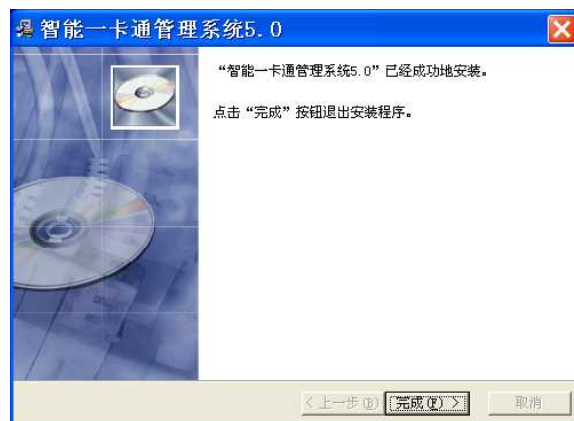 智能一卡通管理系统5.0
“智能一卡通管理系统5.0”已经成功地安装。
点击“完成”按钮退出安装程序。
< 上一步(B) 完成(F) > 取消